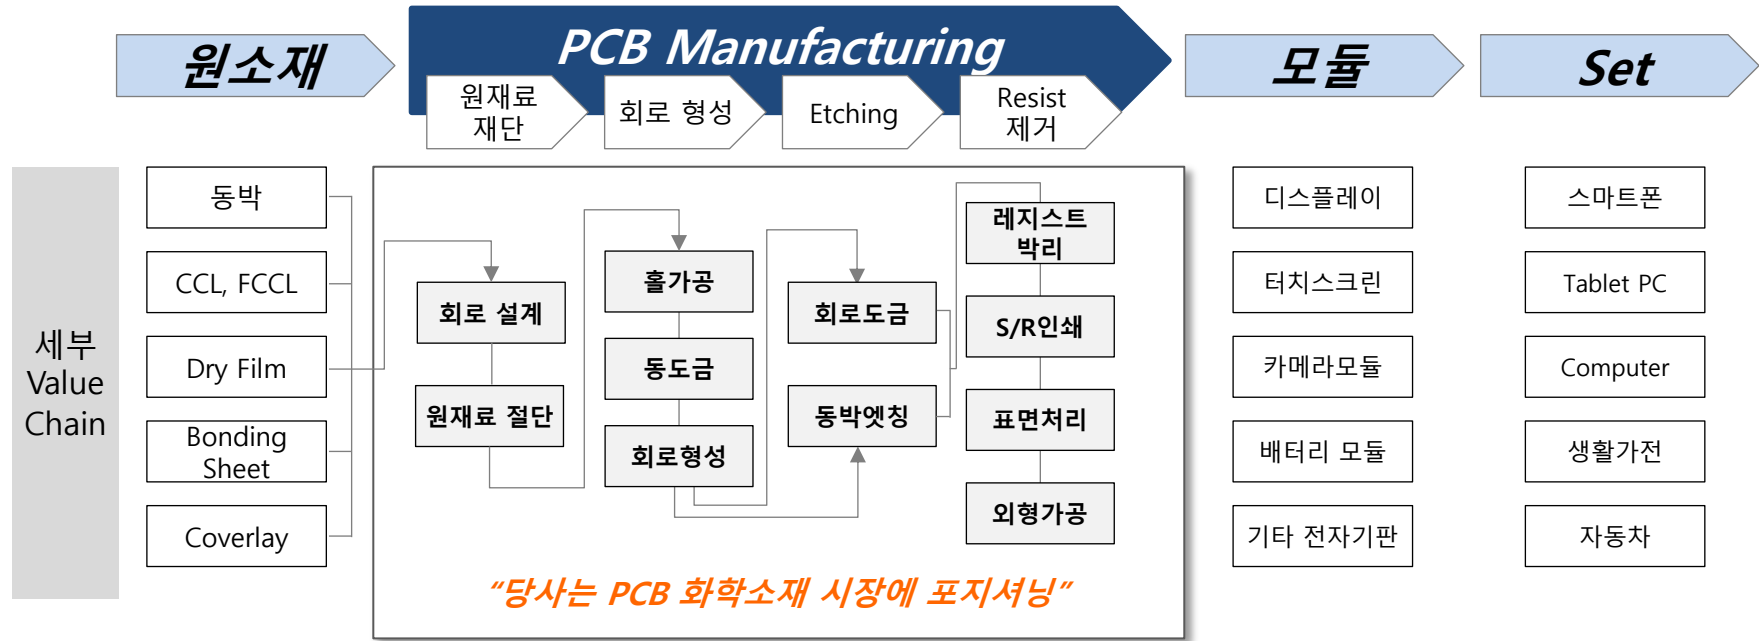 원소재
PCB Manufacturing
모듈
Set
원재료
재단
회로 형성
Etching
Resist
제거
세부
Value
Chain
동박
CCL, FCCL
Dry Film
Bonding
Sheet
Coverlay
회로 설계
원재료 절단
홀가공
동도금
회로형성
회로도금
동박엣칭
레지스트
박리
S/R인쇄
표면처리
외형가공
“당사는 PCB 화학소재 시장에 포지셔닝”
디스플레이
터치스크린
카메라모듈
배터리 모듈
기타 전자기판
스마트폰
Tablet PC
Computer
생활가전
자동차